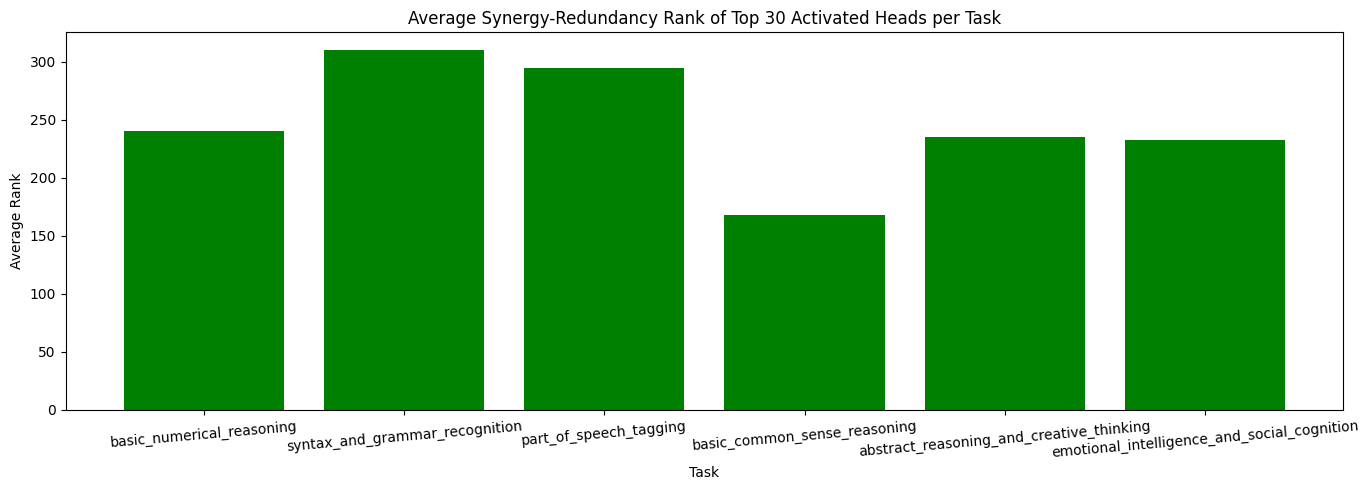 Average Synergy-Redundancy Rank of Top 30 Activated Heads per Task
Average Rank
300
250
200
150
100
50
0
basic_numerical_reasoning
syntax_and_grammar_recognition
part_of_speech_tagging
basic_common_sense_reasoning
abstract_reasoning_and_creative_thinking
emotional_intelligence_and_social_cognition
Task